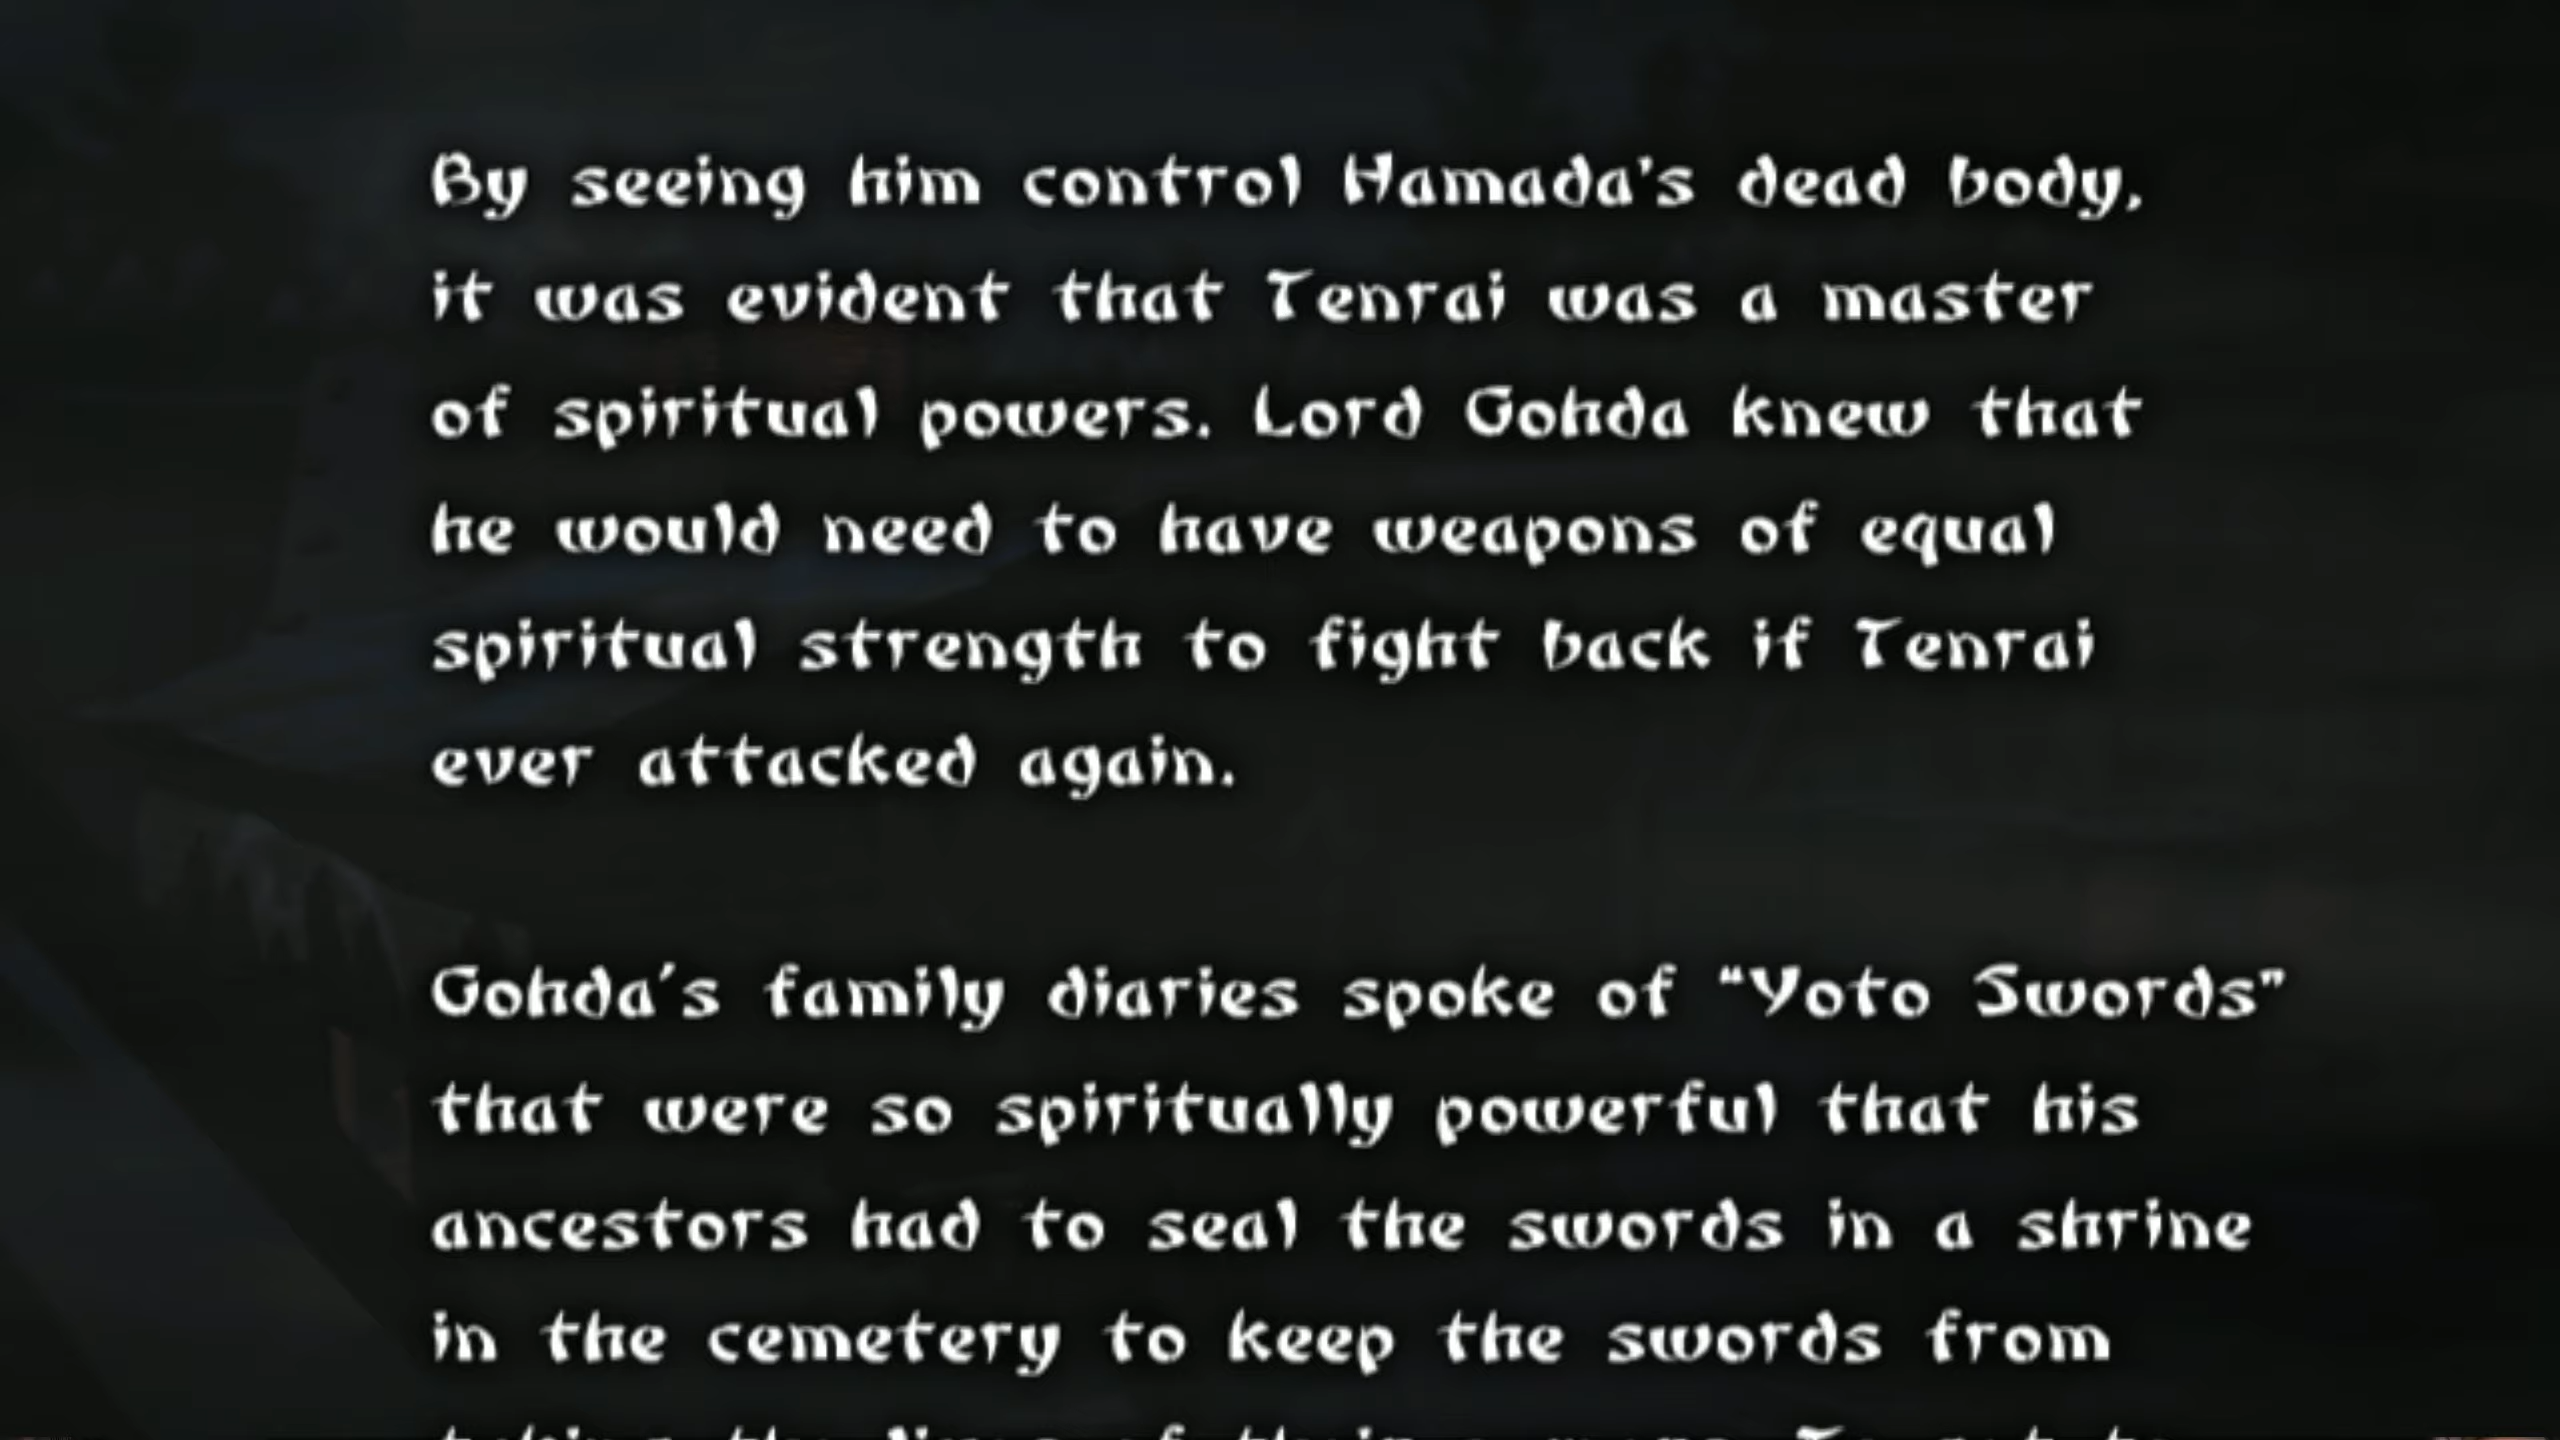 By seeing him control Hamada's dead body,
it was evident that Tenrai was a master
of spiritual powers. Lord Gohda knew that
he would need to have weapons of equal
spiritual strength to fight back if Tenrai
ever attacked again.
Gohda's family diaries spoke of “Yoto Swords”
that were so spiritually powerful that his
ancestors had to seal the swords in a shrine
in the cemetery to keep the swords from